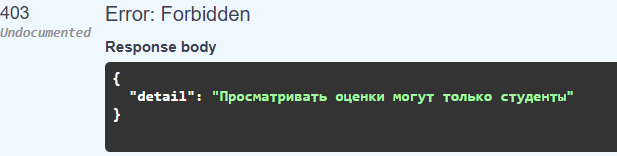 403
Undocumented
Error: Forbidden
Response body
{
"detail": "Просматривать оценки могут только студенты"
}